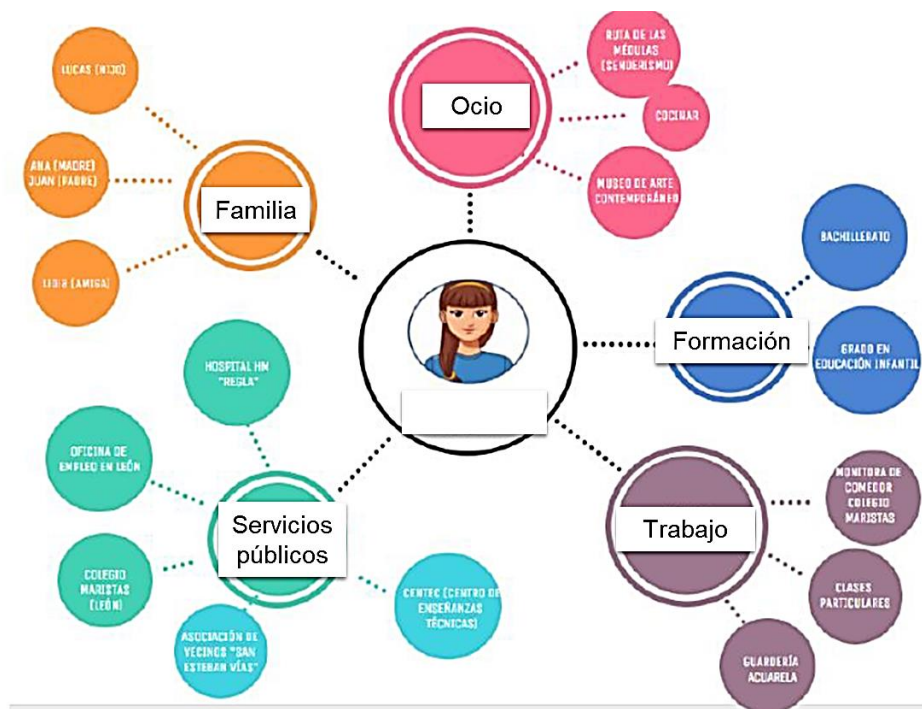 LUCAS (HIJO)
ANA (MADRE)
JUAN (PADRE)
(AMIGA)
Familia
RUTA DE LAS
MÉDULAS
(SENDERISMO)
COCINAR
MUSEO DE ARTE
CONTEMPORÁNEO
Ocio
BACHILLERATO
GRADO EN
EDUCACIÓN INFANTIL
Formación
HOSPITAL HM
"REGLA"
OFICINA DE
EMPLEO EN LEÓN
COLEGIO
MARISTAS
(LEÓN)
ASOCIACIÓN DE
VECINOS "SAN
ESTEBAN VÍAS"
CENTEC (CENTRO DE
ENSEÑANZAS
TÉCNICAS)
Servicios
públicos
MONITORA DE
COMEDOR
COLEGIO
MARISTAS
CLASES
PARTICULARES
GUARDERÍA
ACUARELA
Trabajo